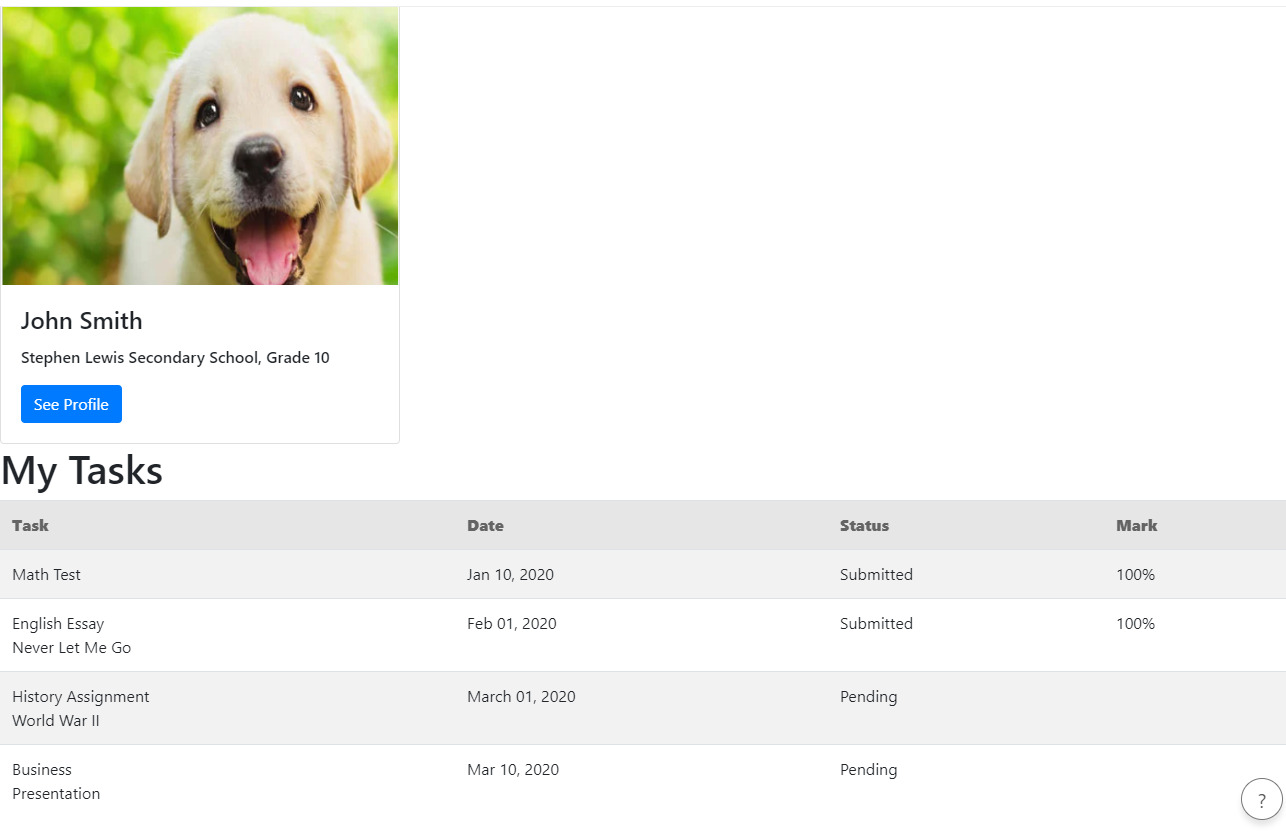 John Smith
Stephen Lewis Secondary School, Grade 10
See Profile
My Tasks
Task Date Status Mark
Math Test Jan 10, 2020 Submitted 100%
English Essay Feb 01, 2020 Submitted 100%
Never Let Me Go
History Assignment March 01, 2020 Pending
World War II
Business Mar 10, 2020 Pending
Presentation
?